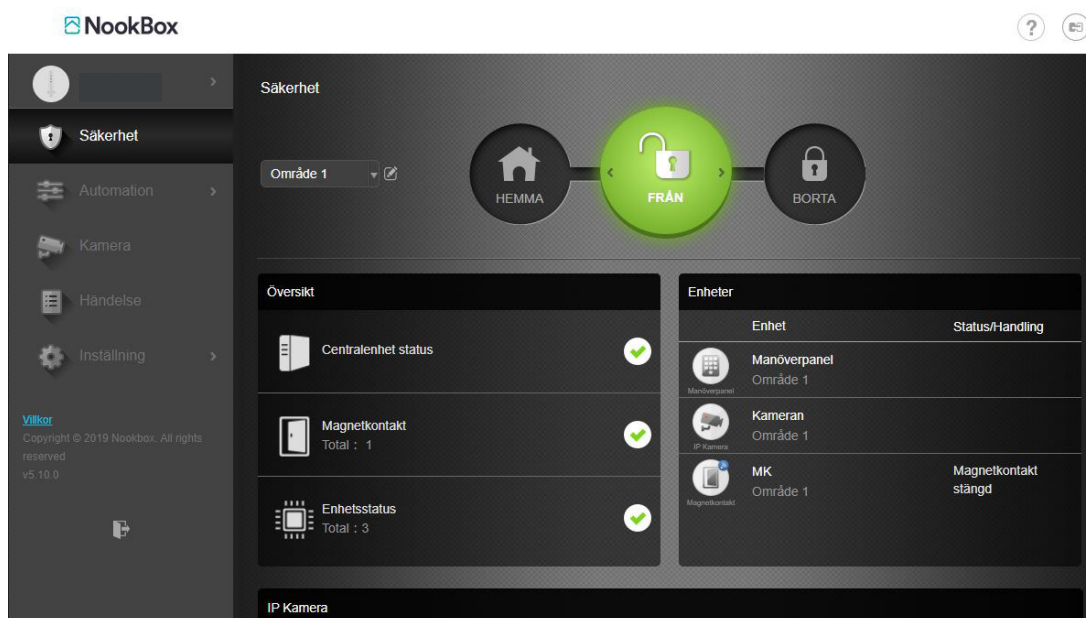 NookBox
?
Säkerhet
Automation
Kamera
Händelse
Inställning
Villkor
Copyright © 2019 Nookbox. All rights
reserved
v5.10.0
Säkerhet
Område 1
HEMMA
FRÅN
BORTA
Översikt
Centralenhet status
Magnetkontakt
Total : 1
Enhetsstatus
Total : 3
Enheter
Enhet
Status/Handling
Manöverpanel
Manöverpanel
Område 1
IP Kamera
Kameran
Område 1
Magnetkontakt
MK
Område 1
Magnetkontakt
stängd
IP Kamera